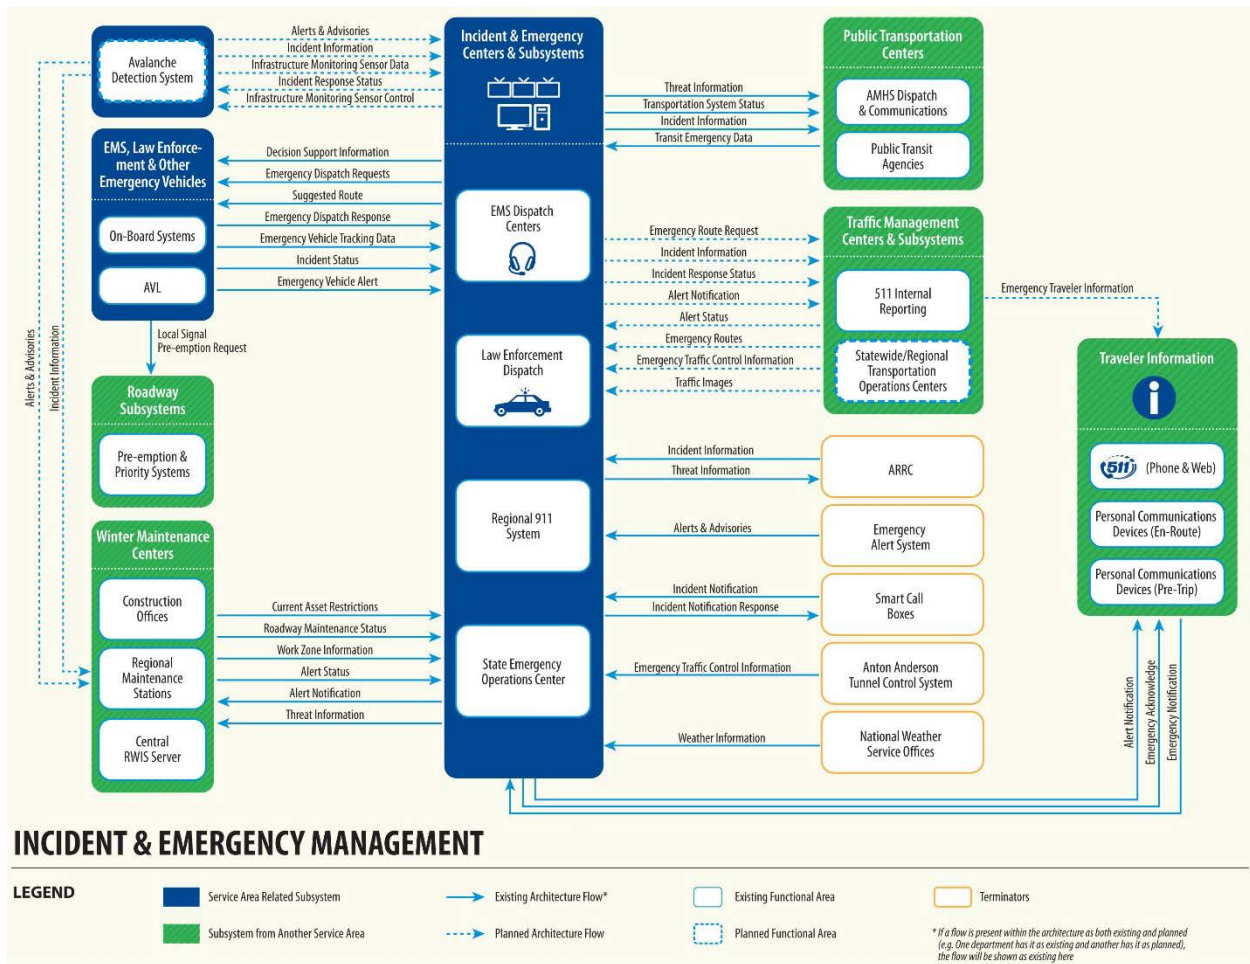 Alerts & Advisories
Incident Information
Infrastructure Monitoring Sensor Data
Incident Response Status
Infrastructure Monitoring Sensor Control
Avalanche
Detection System
Incident & Emergency
Centers & Subsystems
Public Transportation
Centers
Threat Information
Transportation System Status
Incident Information
Transit Emergency Data
AMHS Dispatch
& Communications
Public Transit
Agencies
EMS, Law Enforce-
ment & Other
Emergency Vehicles
On-Board Systems
AVL
Decision Support Information
Emergency Dispatch Requests
Suggested Route
Emergency Dispatch Response
Emergency Vehicle Tracking Data
Incident Status
Emergency Vehicle Alert
EMS Dispatch
Centers
Emergency Route Request
Incident Information
Incident Response Status
Alert Notification
Alert Status
Emergency Routes
Emergency Traffic Control Information
Traffic Images
Traffic Management
Centers & Subsystems
511 Internal
Reporting
Statewide/Regional
Transportation
Operations Centers
Emergency Traveler Information
Alerts & Advisories
Incident Information
Local Signal
Pre-emption Request
Roadway
Subsystems
Pre-emption &
Priority Systems
Law Enforcement
Dispatch
Traveler Information
i
511 (Phone & Web)
Personal Communications
Devices (En-Route)
Personal Communications
Devices (Pre-Trip)
Incident Information
Threat Information
ARRC
Regional 911
System
Alerts & Advisories
Emergency
Alert System
Winter Maintenance
Centers
Construction
Offices
Regional
Maintenance
Stations
Central
RWIS Server
Current Asset Restrictions
Roadway Maintenance Status
Work Zone Information
Alert Status
Alert Notification
Threat Information
Incident Notification
Incident Notification Response
Smart Call
Boxes
State Emergency
Operations Center
Emergency Traffic Control Information
Anton Anderson
Tunnel Control System
Weather Information
National Weather
Service Offices
Alert Notification
Emergency Acknowledge
Emergency Notification
INCIDENT & EMERGENCY MANAGEMENT
LEGEND
Service Area Related Subsystem
Existing Architecture Flow*
Existing Functional Area
Terminators
Subsystem from Another Service Area
Planned Architecture Flow
Planned Functional Area
* If a flow is present within the architecture as both existing and planned
(e.g. One department has it as existing and another has it as planned),
the flow will be shown as existing here